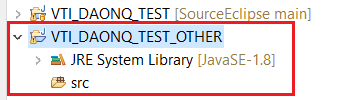 VTI_DAONQ_TEST [SourceEclipse main]
VTI_DAONQ_TEST_OTHER
JRE System Library [JavaSE-1.8]
src